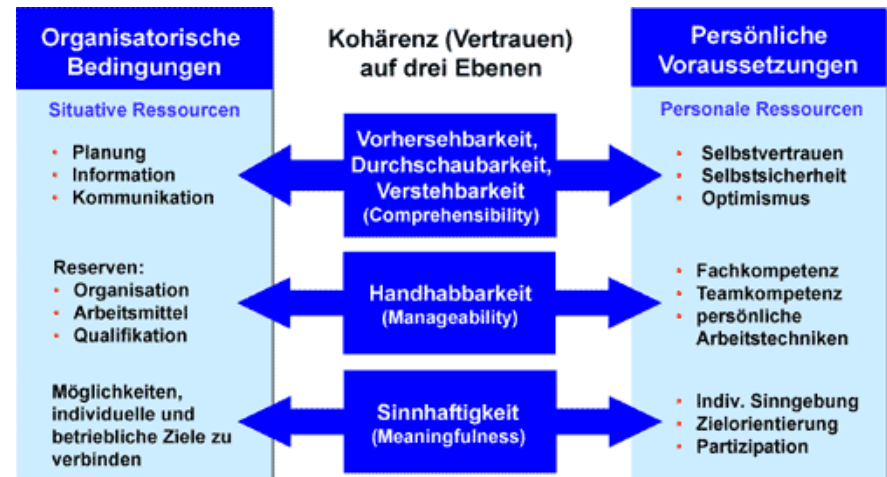 Organisatorische
Bedingungen
Situative Ressourcen
• Planung
• Information
• Kommunikation
Reserven:
• Organisation
• Arbeitsmittel
• Qualifikation
Möglichkeiten,
individuelle und
betriebliche Ziele zu
verbinden
Kohärenz (Vertrauen)
auf drei Ebenen
Vorhersehbarkeit,
Durchschaubarkeit,
Verstehbarkeit
(Comprehensibility)
Handhabbarkeit
(Manageability)
Sinnhaftigkeit
(Meaningfulness)
Persönliche
Voraussetzungen
Personale Ressourcen
• Selbstvertrauen
• Selbstsicherheit
• Optimismus
• Fachkompetenz
• Teamkompetenz
• persönliche
Arbeitstechniken
• Indiv. Sinngebung
• Zielorientierung
• Partizipation